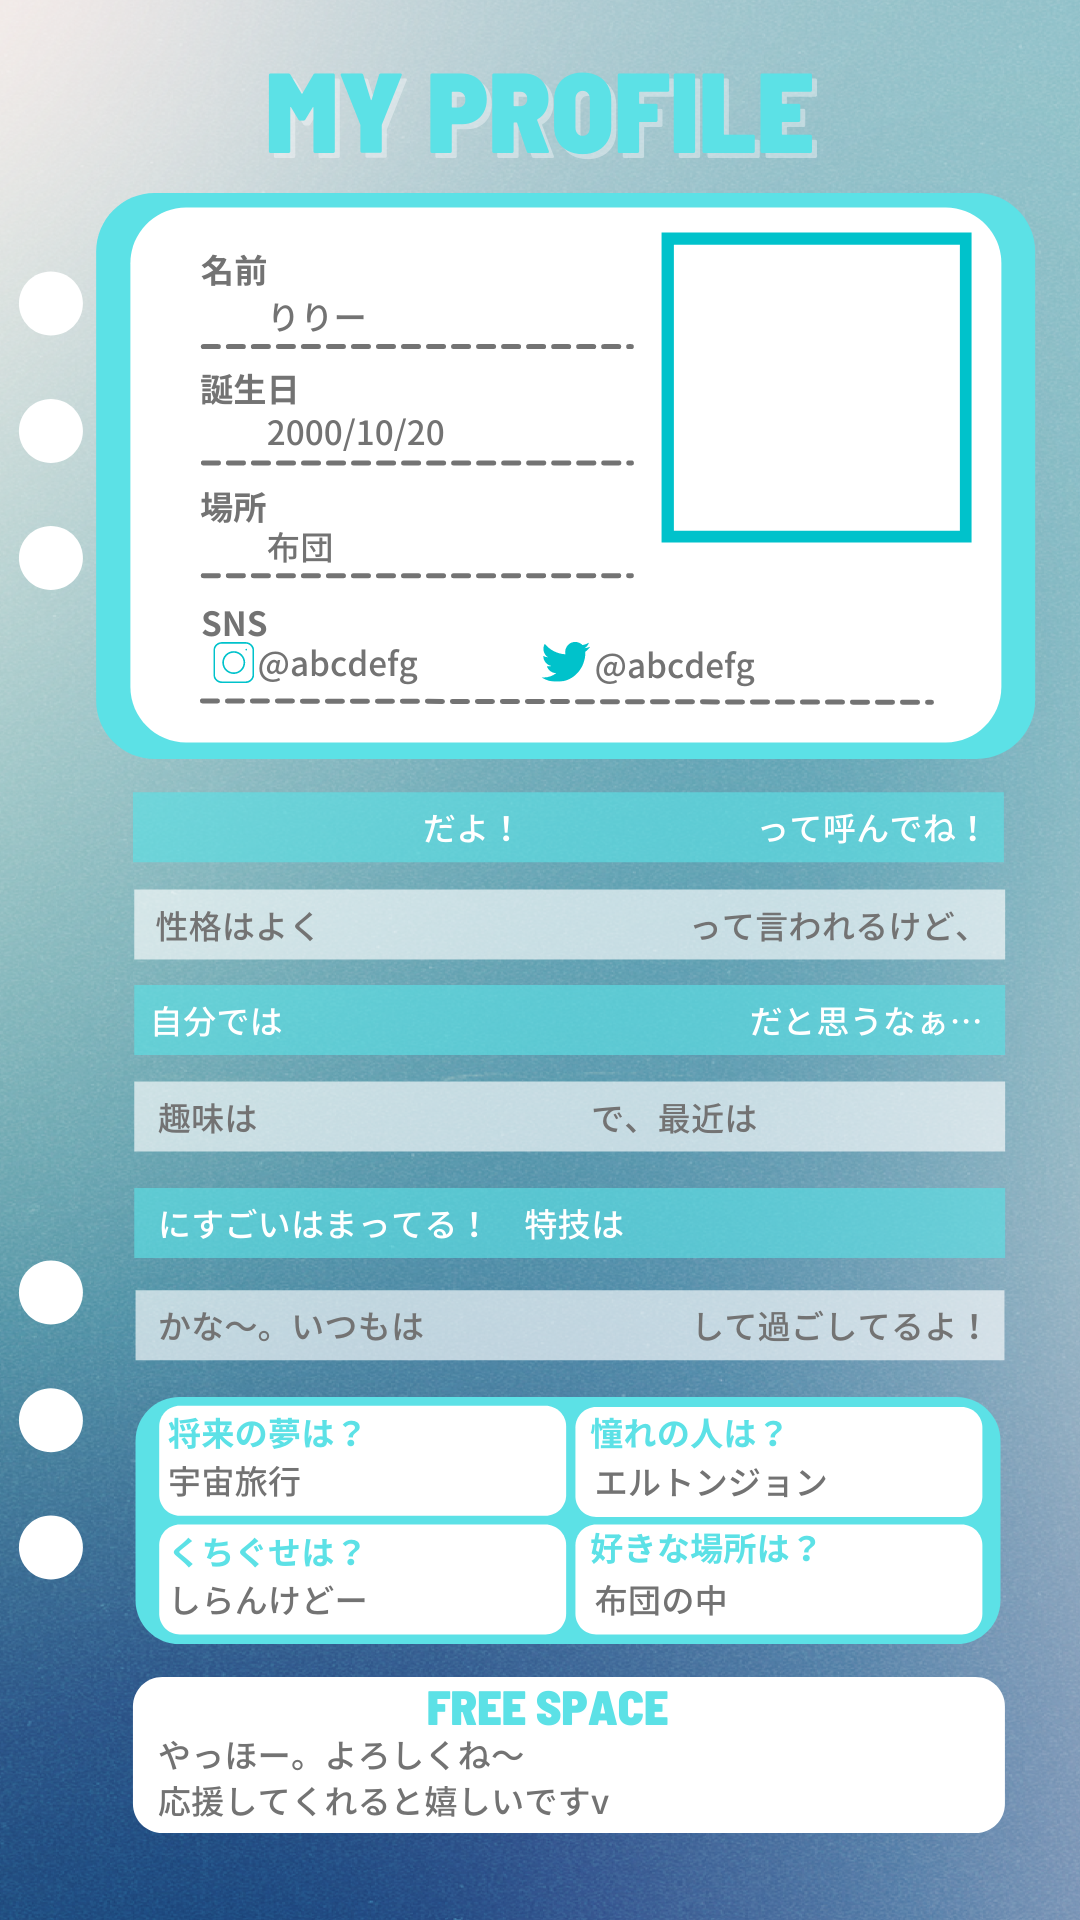 MY PROFILE
名前
りりー
誕生日
2000/10/20
場所
布団
SNS
@abcdefg @abcdefg
だよ！ って呼んでね！
性格はよく って言われるけど、
自分では だと思うなぁ…
趣味は で、最近は
にすごいはまってる！ 特技は
かな〜。いつもは して過ごしてるよ！
将来の夢は？
宇宙旅行
憧れの人は？
エルトンジョン
くちぐせは？
しらんけどー
好きな場所は？
布団の中
FREE SPACE
やっほー。よろしくね〜
応援してくれると嬉しいですv